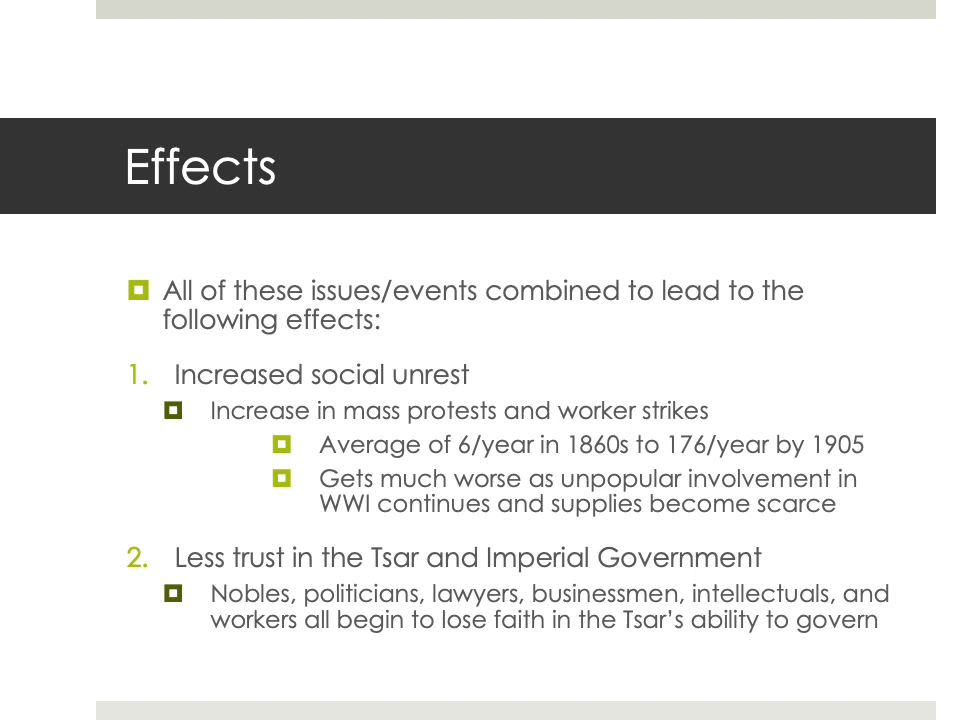 Effects
All of these issues/events combined to lead to the
following effects:
1. Increased social unrest
Increase in mass protests and worker strikes
Average of 6/year in 1860s to 176/year by 1905
Gets much worse as unpopular involvement in
WWI continues and supplies become scarce
2. Less trust in the Tsar and Imperial Government
Nobles, politicians, lawyers, businessmen, intellectuals, and
workers all begin to lose faith in the Tsar’s ability to govern